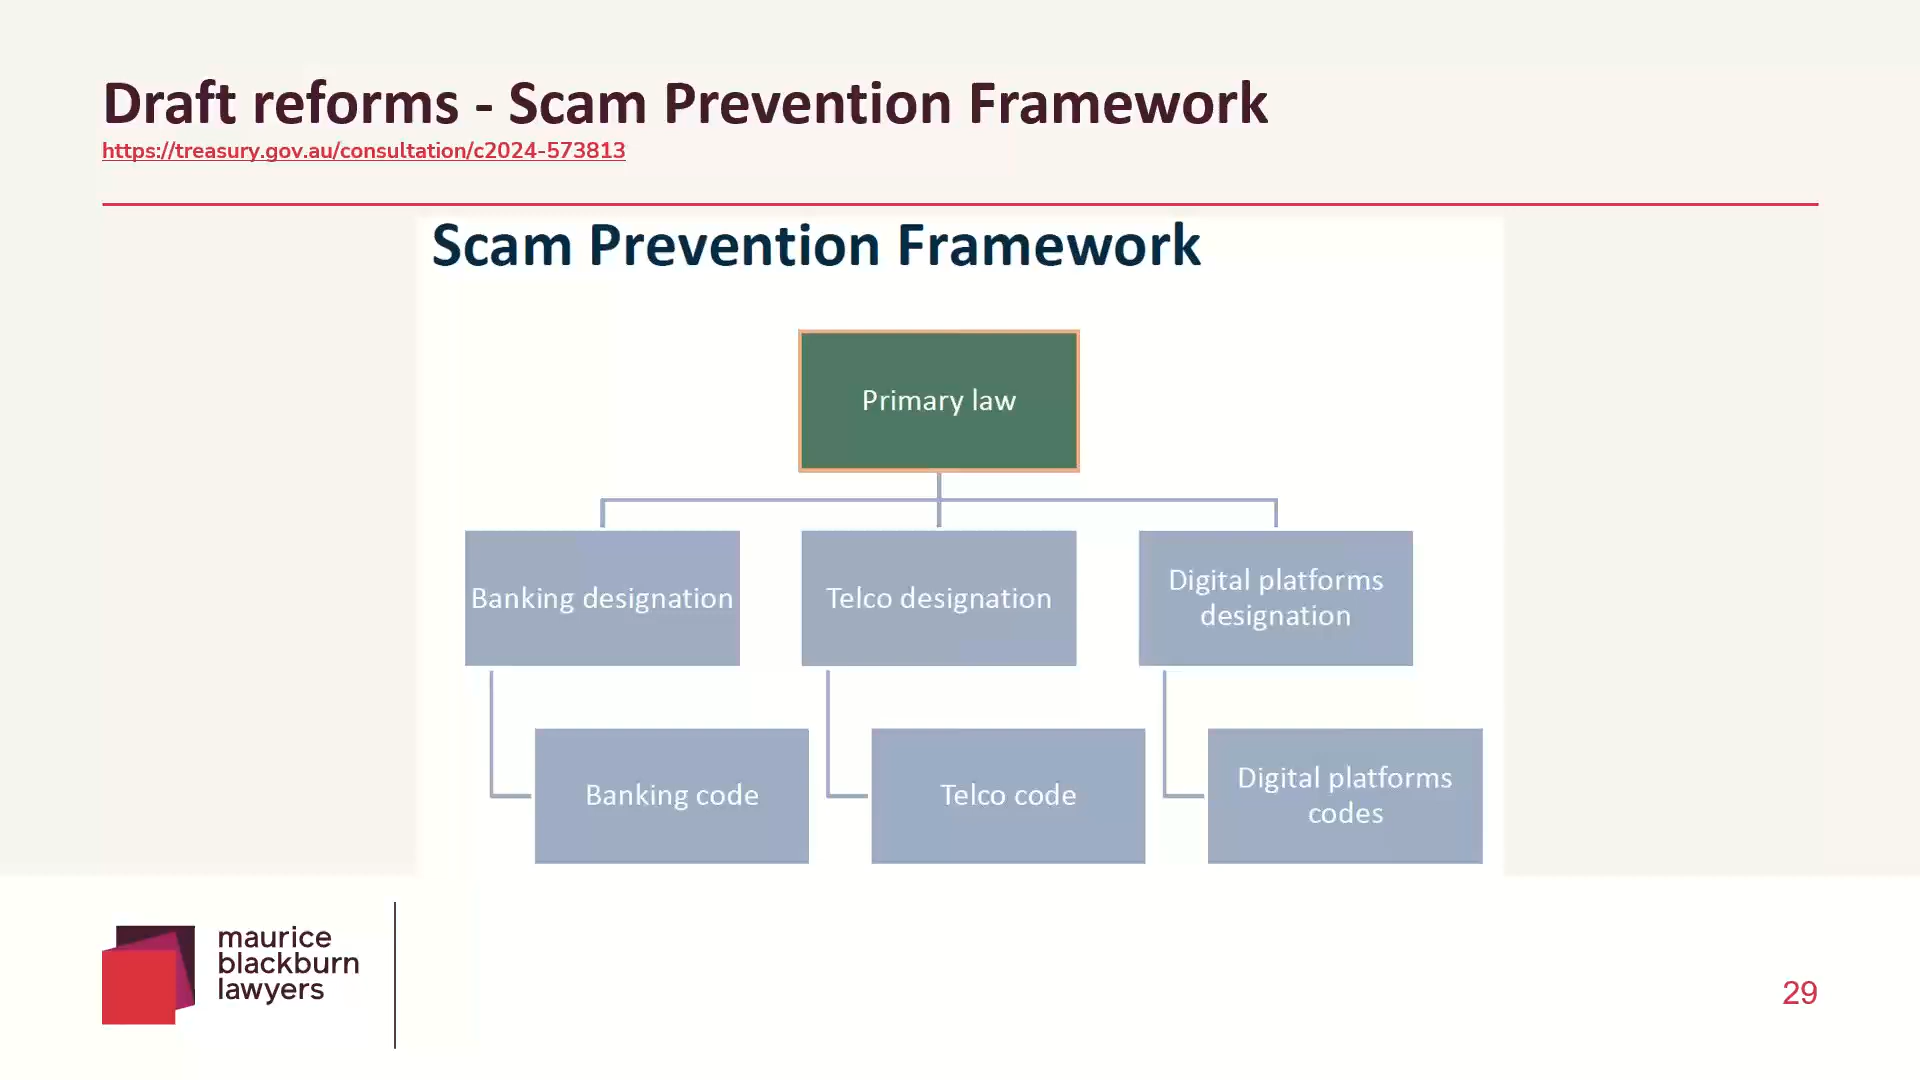 Draft reforms - Scam Prevention Framework
https://treasury.gov.au/consultation/c2024-573813
Scam Prevention Framework
Primary law
Banking designation
Telco designation
Digital platforms
designation
Banking code
Telco code
Digital platforms
codes
maurice
blackburn
lawyers
29